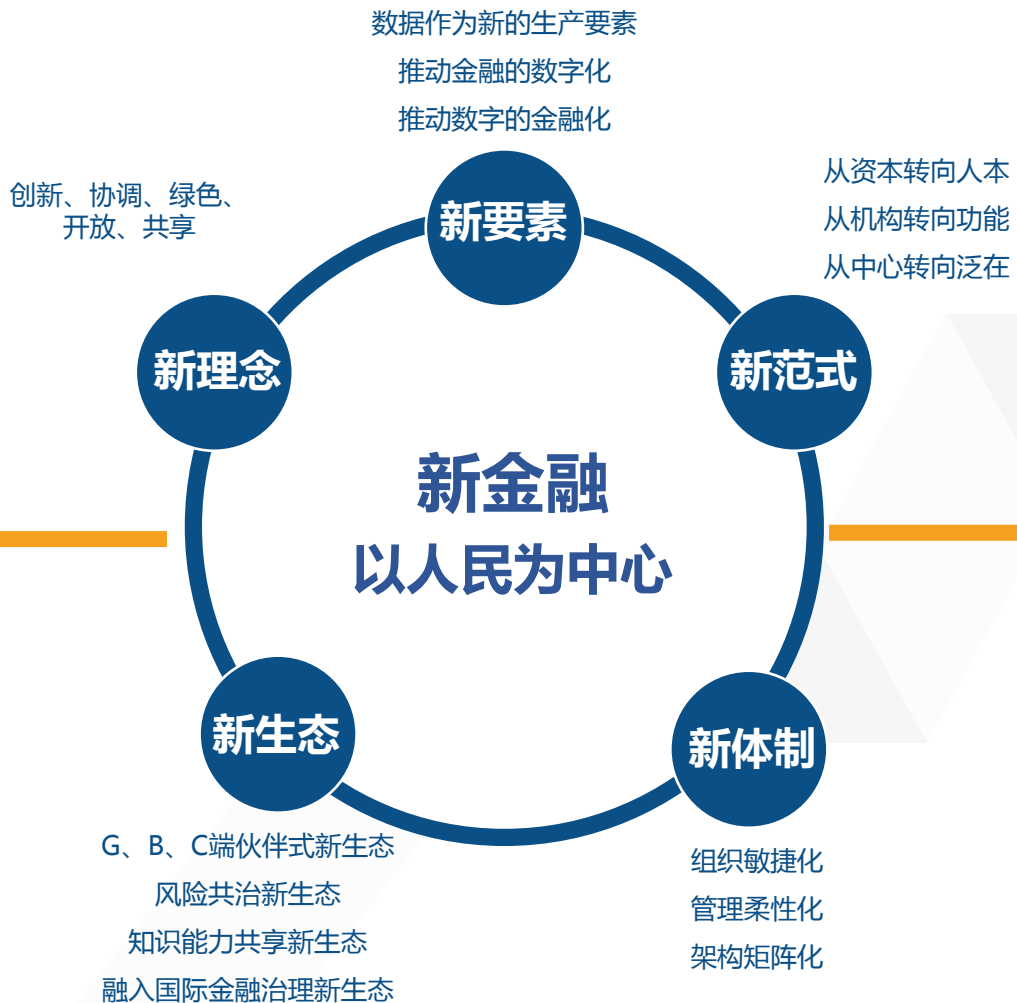 数据作为新的生产要素
推动金融的数字化
推动数字的金融化
新要素
创新、协调、绿色、
开放、共享
新理念
从资本转向人本
从机构转向功能
从中心转向泛在
新范式
新金融
以人民为中心
新生态
G、B、C端伙伴式新生态
风险共治新生态
知识能力共享新生态
融入国际金融治理新生态
新体制
组织敏捷化
管理柔性化
架构矩阵化